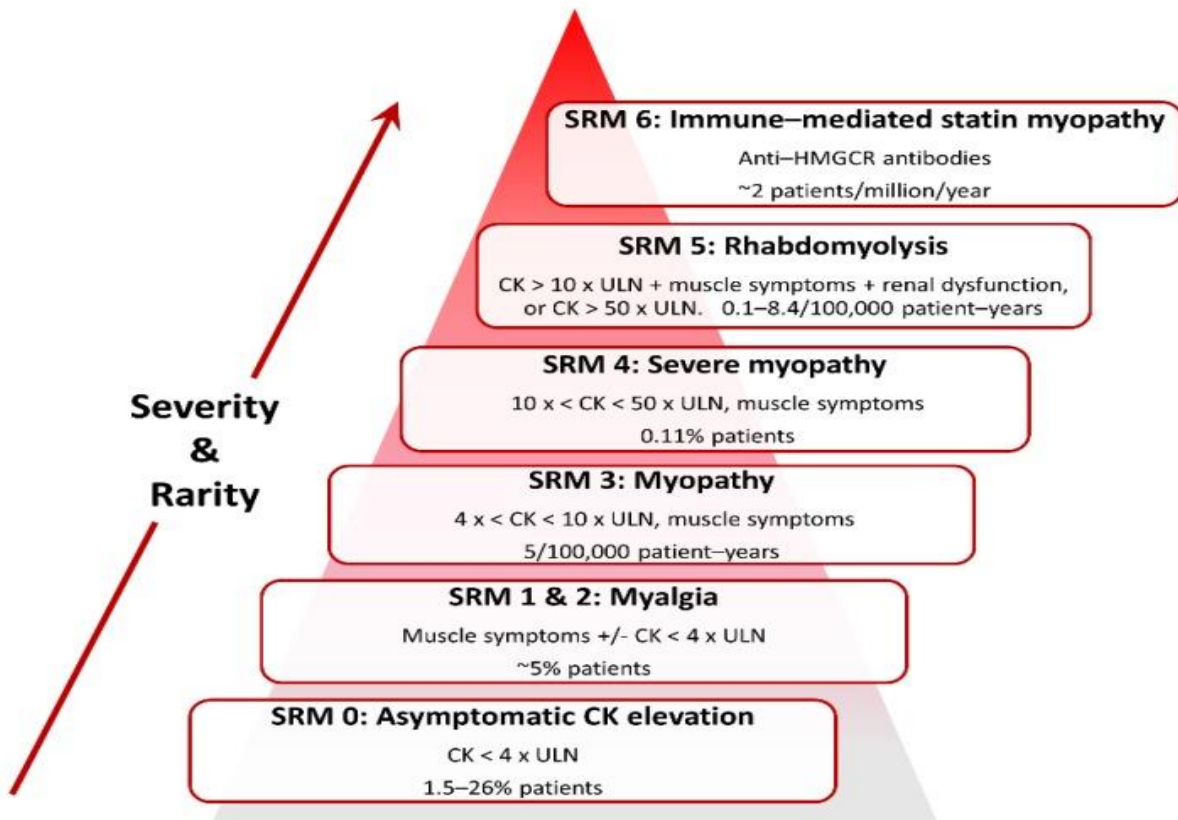 SRM 6: Immune–mediated statin myopathy
Anti–HMGCR antibodies
~2 patients/million/year
SRM 5: Rhabdomyolysis
CK > 10 x ULN + muscle symptoms + renal dysfunction,
or CK > 50 x ULN. 0.1–8.4/100,000 patient–years
SRM 4: Severe myopathy
10 x < CK < 50 x ULN, muscle symptoms
0.11% patients
Severity
&
Rarity
SRM 3: Myopathy
4 x < CK < 10 x ULN, muscle symptoms
5/100,000 patient–years
SRM 1 & 2: Myalgia
Muscle symptoms +/- CK < 4 x ULN
~5% patients
SRM 0: Asymptomatic CK elevation
CK < 4 x ULN
1.5–26% patients